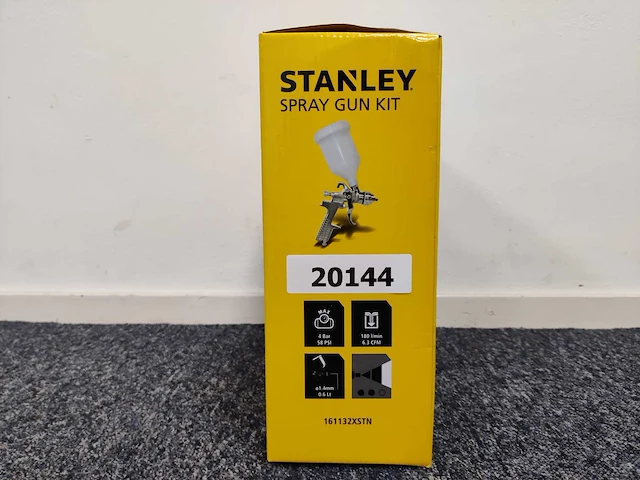 STANLEY
SPRAY GUN KIT
20144
MAX
4 Bar
58 PSI
180 l/min
6.3 CFM
ø1.4mm
0.6 Lt
161132XSTN